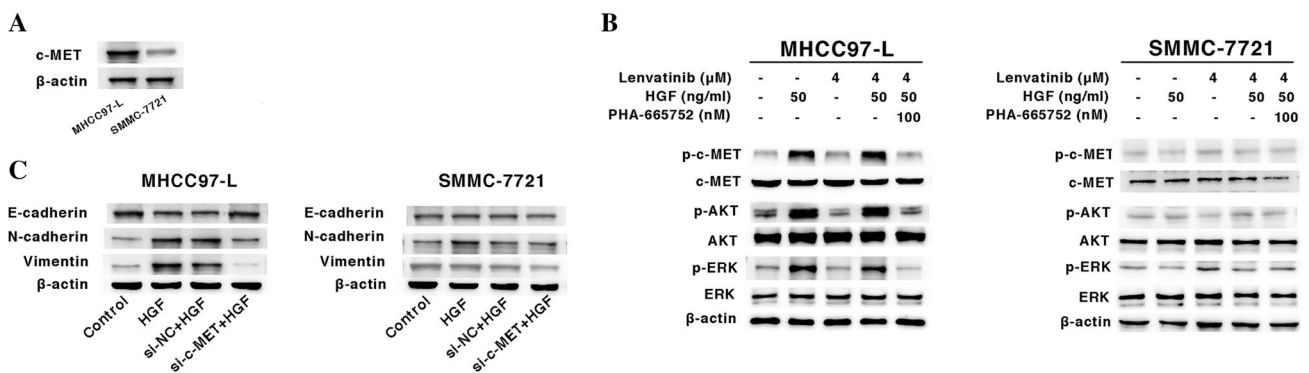 A
c-MET
β-actin
MHCC97-L
SMMC-7721
B
MHCC97-L
Lenvatinib (μM) - - 4 4 4
HGF (ng/ml) - 50 - 50 50
PHA-665752 (nM) - - - - 100
p-c-MET
c-MET
p-AKT
AKT
p-ERK
ERK
β-actin
SMMC-7721
Lenvatinib (μM) - - 4 4 4
HGF (ng/ml) - 50 - 50 50
PHA-665752 (nM) - - - - 100
p-c-MET
c-MET
p-AKT
AKT
p-ERK
ERK
β-actin
C
MHCC97-L
E-cadherin
N-cadherin
Vimentin
β-actin
Control
HGF
si-NC+HGF
si-c-MET+HGF
SMMC-7721
E-cadherin
N-cadherin
Vimentin
β-actin
Control
HGF
si-NC+HGF
si-c-MET+HGF